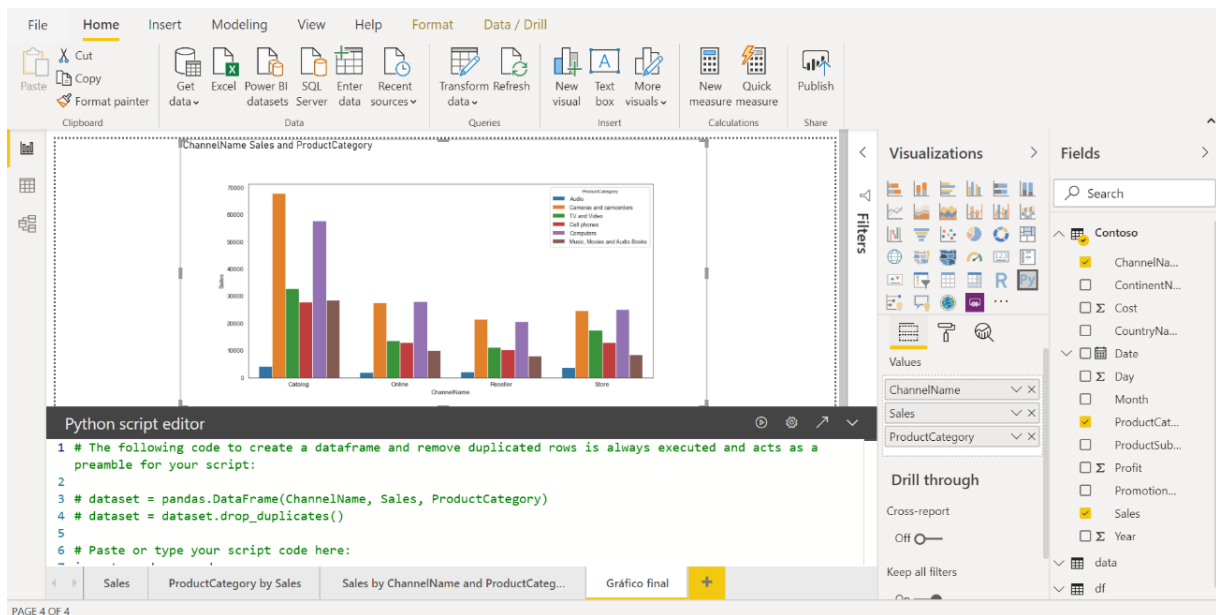 File Home Insert Modeling View Help Format Data / Drill
Paste
Cut
Copy
Format painter
Clipboard
Get data
Excel
Power BI datasets
SQL Server
Enter data
Recent sources
Data
Transform data
Refresh
Queries
New visual
Text box
More visuals
Insert
New measure
Quick measure
Calculations
Publish
Share
ChannelName Sales and ProductCategory
70000
60000
50000
40000
30000
20000
10000
0
Sales
ProductCategory
Audio
Cameras and camcorders
TV and Video
Cell phones
Computers
Music, Movies and Audio Books
Catalog Online Reseller Store
ChannelName
Filters
Visualizations
R Py
Values
ChannelName
Sales
ProductCategory
Drill through
Cross-report
Off
Keep all filters
On
Fields
Search
Contoso
ChannelNa...
ContinentN...
Σ Cost
CountryNa...
Date
Σ Day
Month
ProductCat...
ProductSub...
Σ Profit
Promotion...
Sales
Σ Year
data
df
Python script editor
1 # The following code to create a dataframe and remove duplicated rows is always executed and acts as a
preamble for your script:
2
3 # dataset = pandas.DataFrame(ChannelName, Sales, ProductCategory)
4 # dataset = dataset.drop_duplicates()
5
6 # Paste or type your script code here:
Sales ProductCategory by Sales Sales by ChannelName and ProductCateg... Gráfico final +
PAGE 4 OF 4